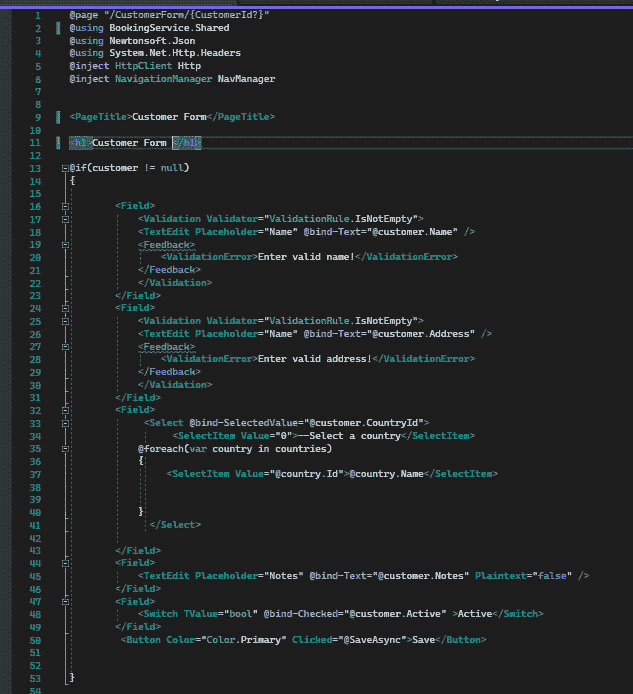 1 @page "/CustomerForm/{CustomerId?}"
2 @using BookingService.Shared
3 @using Newtonsoft.Json
4 @using System.Net.Http.Headers
5 @inject HttpClient Http
6 @inject NavigationManager NavManager
7
8
9 <PageTitle>Customer Form</PageTitle>
10
11 <h1>Customer Form </h1>
12
13 @if(customer != null)
14 {
15
16 <Field>
17 <Validation Validator="ValidationRule.IsNotEmpty">
18 <TextEdit Placeholder="Name" @bind-Text="@customer.Name" />
19 <Feedback>
20 <ValidationError>Enter valid name!</ValidationError>
21 </Feedback>
22 </Validation>
23 </Field>
24 <Field>
25 <Validation Validator="ValidationRule.IsNotEmpty">
26 <TextEdit Placeholder="Name" @bind-Text="@customer.Address" />
27 <Feedback>
28 <ValidationError>Enter valid address!</ValidationError>
29 </Feedback>
30 </Validation>
31 </Field>
32 <Field>
33 <Select @bind-SelectedValue="@customer.CountryId">
34 <SelectItem Value="0">--Select a country</SelectItem>
35 @foreach(var country in countries)
36 {
37 <SelectItem Value="@country.Id">@country.Name</SelectItem>
38
39
40 }
41 </Select>
42
43 </Field>
44 <Field>
45 <TextEdit Placeholder="Notes" @bind-Text="@customer.Notes" Plaintext="false" />
46 </Field>
47 <Field>
48 <Switch TValue="bool" @bind-Checked="@customer.Active" >Active</Switch>
49 </Field>
50 <Button Color="Color.Primary" Clicked="@SaveAsync">Save</Button>
51
52
53 }
54